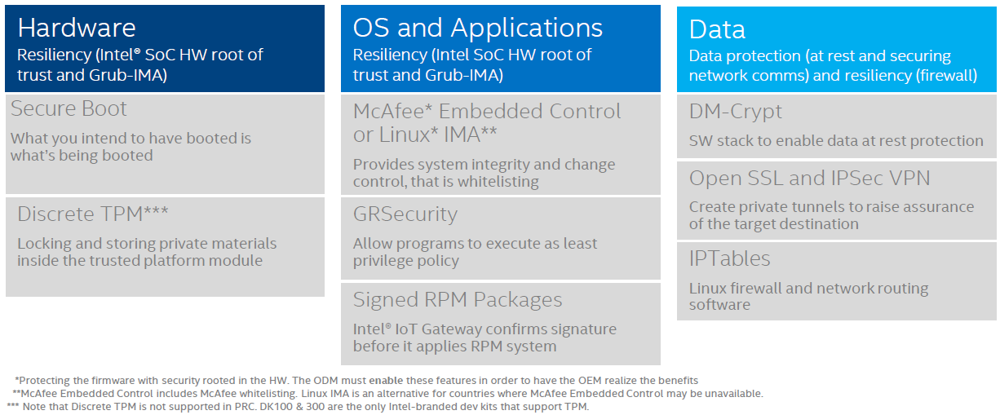 Hardware
Resiliency (Intel® SoC HW root of
trust and Grub-IMA)
Secure Boot
What you intend to have booted is
what's being booted
Discrete TPM***
Locking and storing private materials
inside the trusted platform module
OS and Applications
Resiliency (Intel SoC HW root of
trust and Grub-IMA)
McAfee* Embedded Control
or Linux* IMA**
Provides system integrity and change
control, that is whitelisting
GRSecurity
Allow programs to execute as least
privilege policy
Signed RPM Packages
Intel® IoT Gateway confirms signature
before it applies RPM system
Data
Data protection (at rest and securing
network comms) and resiliency (firewall)
DM-Crypt
SW stack to enable data at rest protection
Open SSL and IPSec VPN
Create private tunnels to raise assurance
of the target destination
IPTables
Linux firewall and network routing
software
*Protecting the firmware with security rooted in the HW. The ODM must enable these features in order to have the OEM realize the benefits
**McAfee Embedded Control includes McAfee whitelisting. Linux IMA is an alternative for countries where McAfee Embedded Control may be unavailable.
*** Note that Discrete TPM is not supported in PRC. DK100 & 300 are the only Intel-branded dev kits that support TPM.